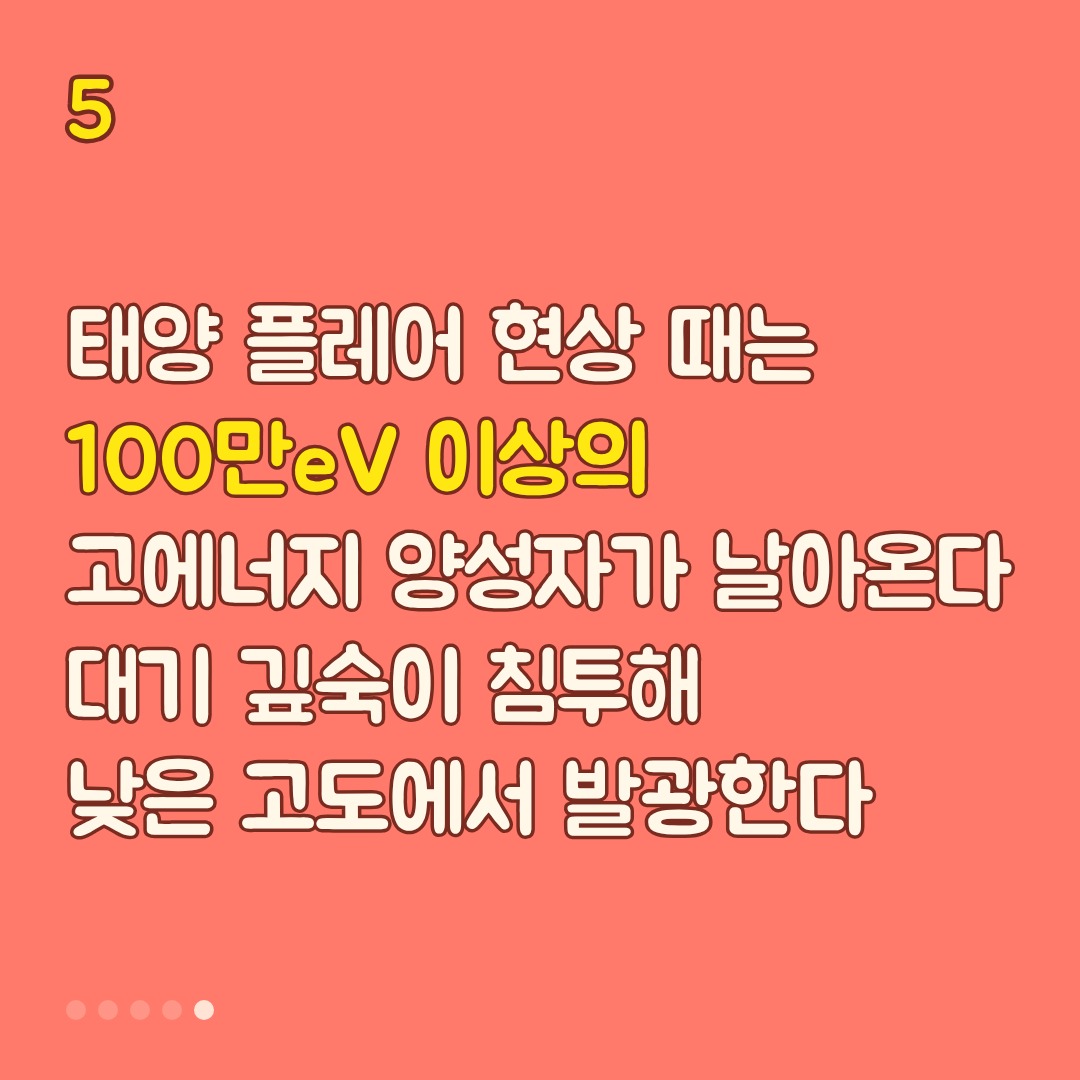 5
태양 플레어 현상 때는
100만eV 이상의
고에너지 양성자가 날아온다
대기 깊숙이 침투해
낮은 고도에서 발광한다